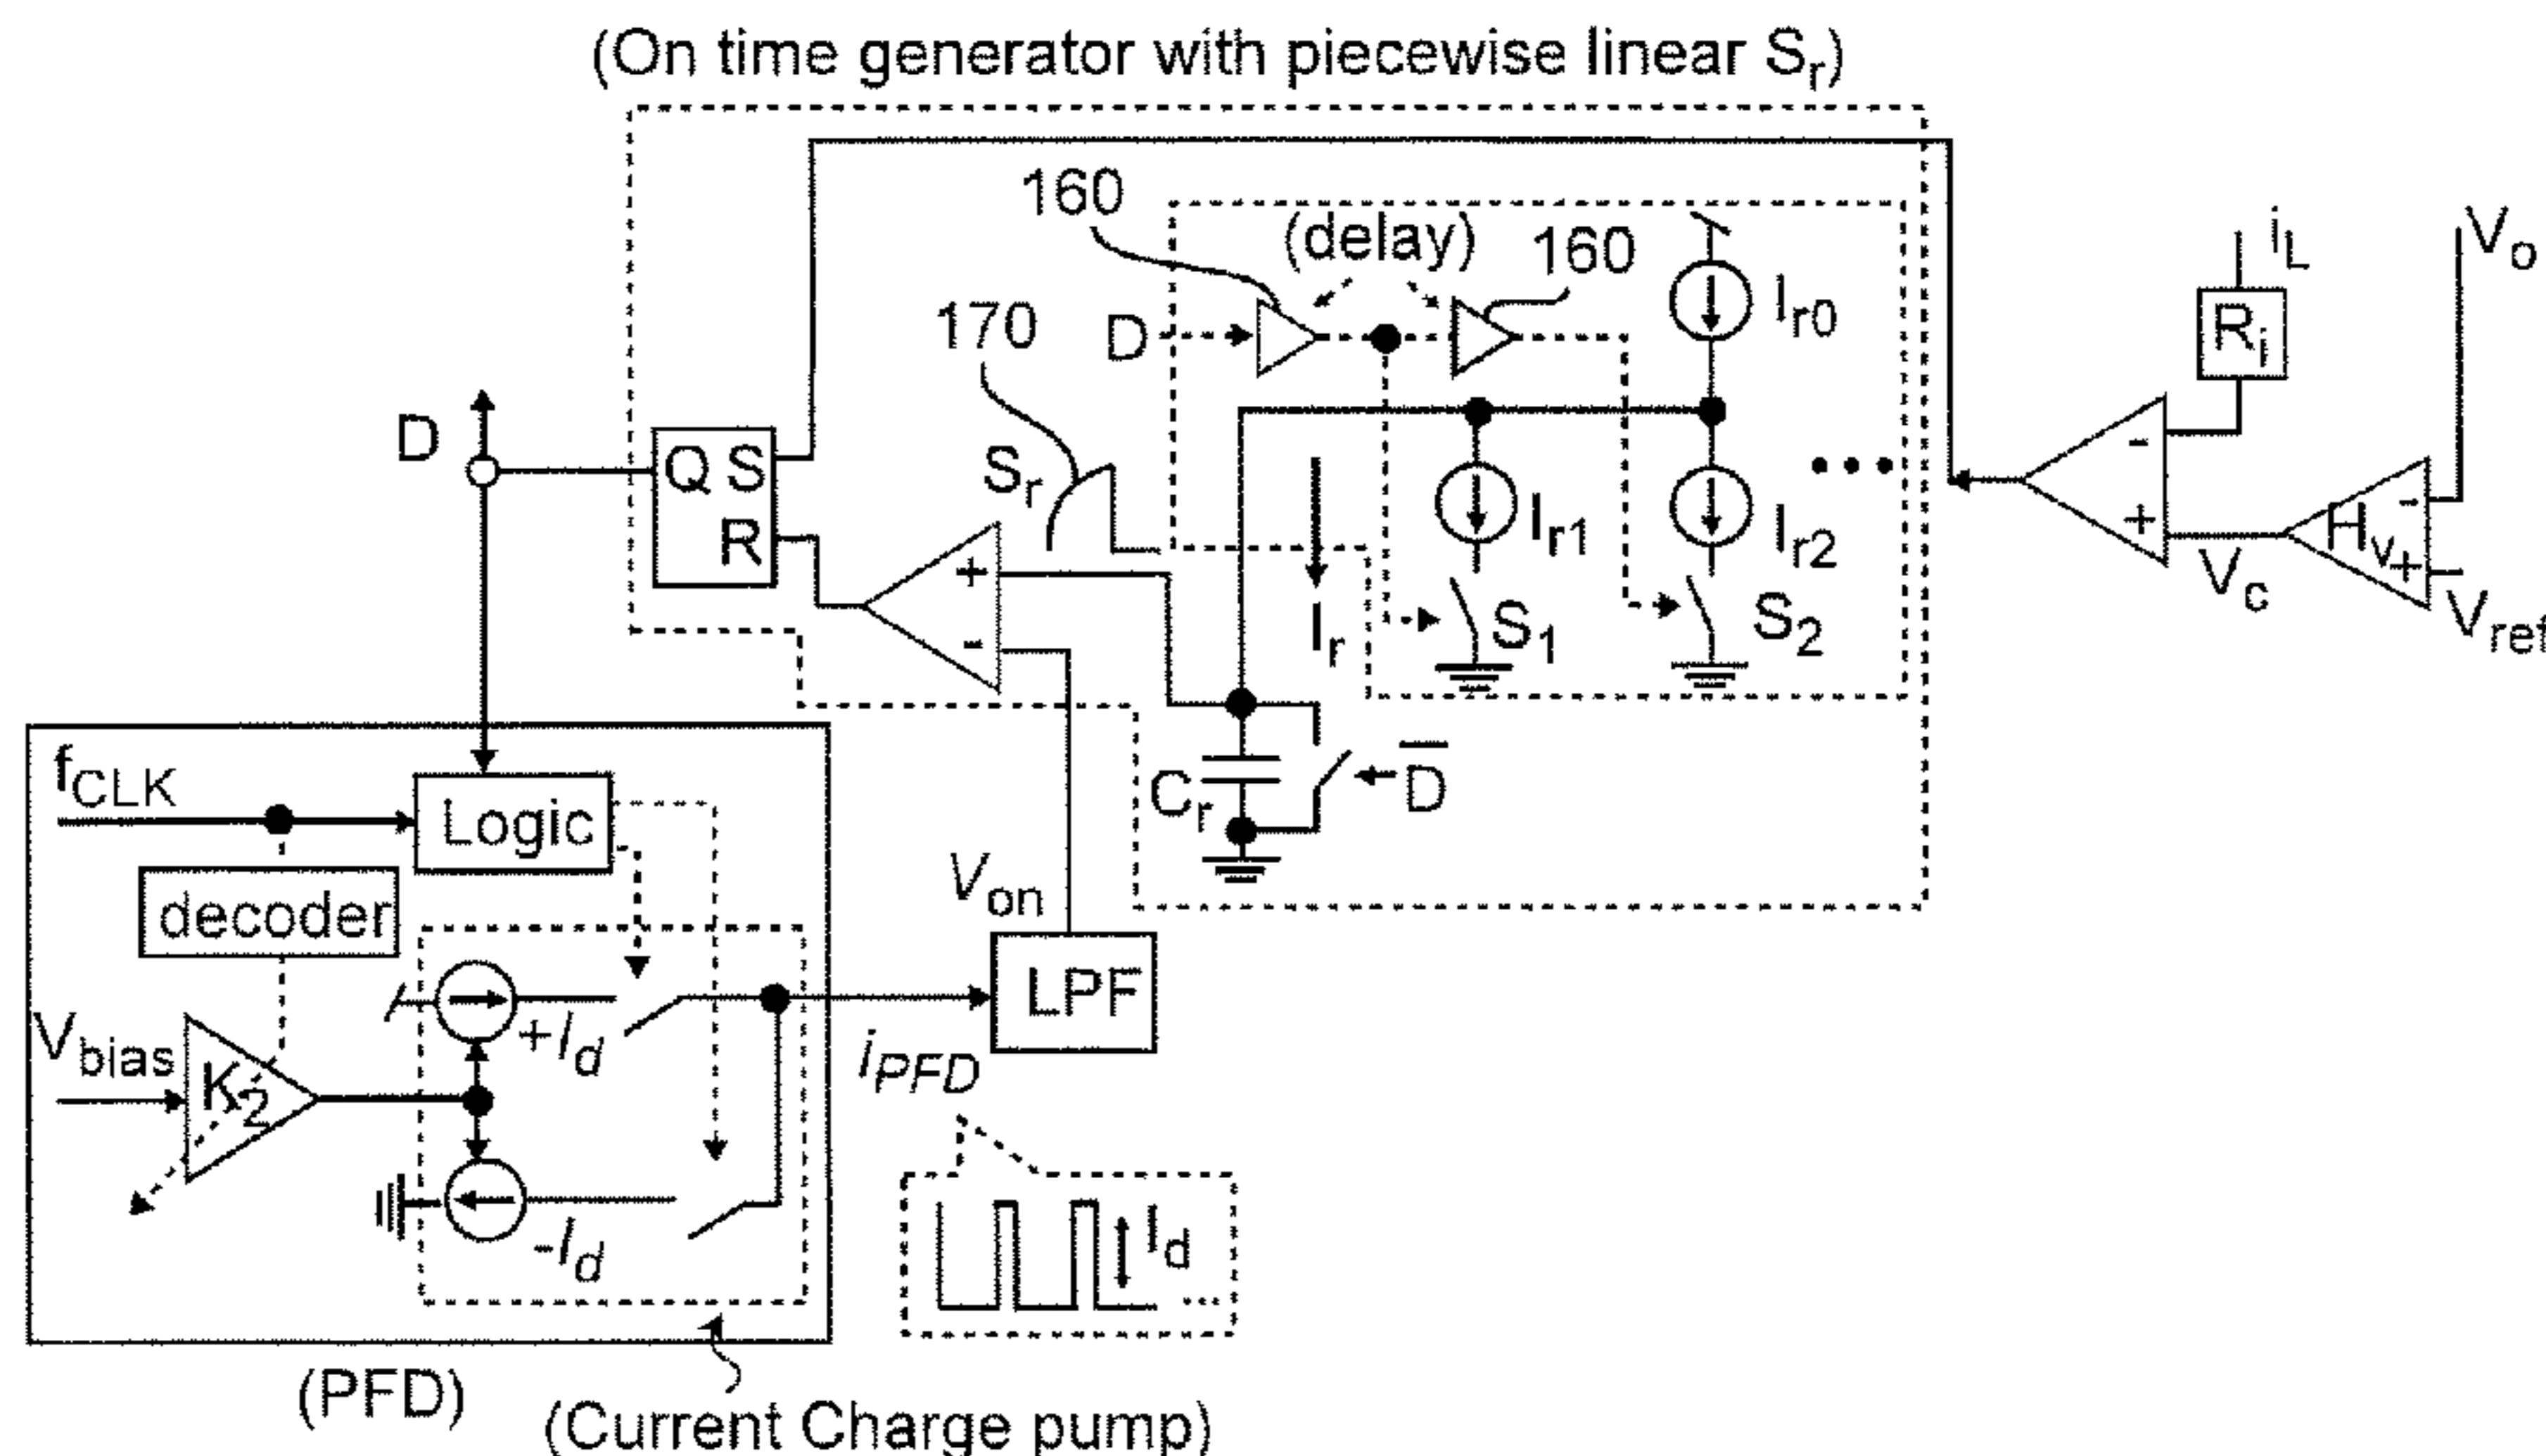 (On time generator with piecewise linear Sr)
160
(delay)
160
Ir0
iL
Vo
Ri
170
D
D
Q S
R
Sr
+
-
Ir
Ir1
Ir2
...
S1
S2
-
+
Vc
Hv
-
+
Vref
fCLK
Logic
Cr
D̅
decoder
Von
LPF
Vbias
K2
+Id
-Id
iPFD
Id
...
(PFD)
(Current Charge pump)